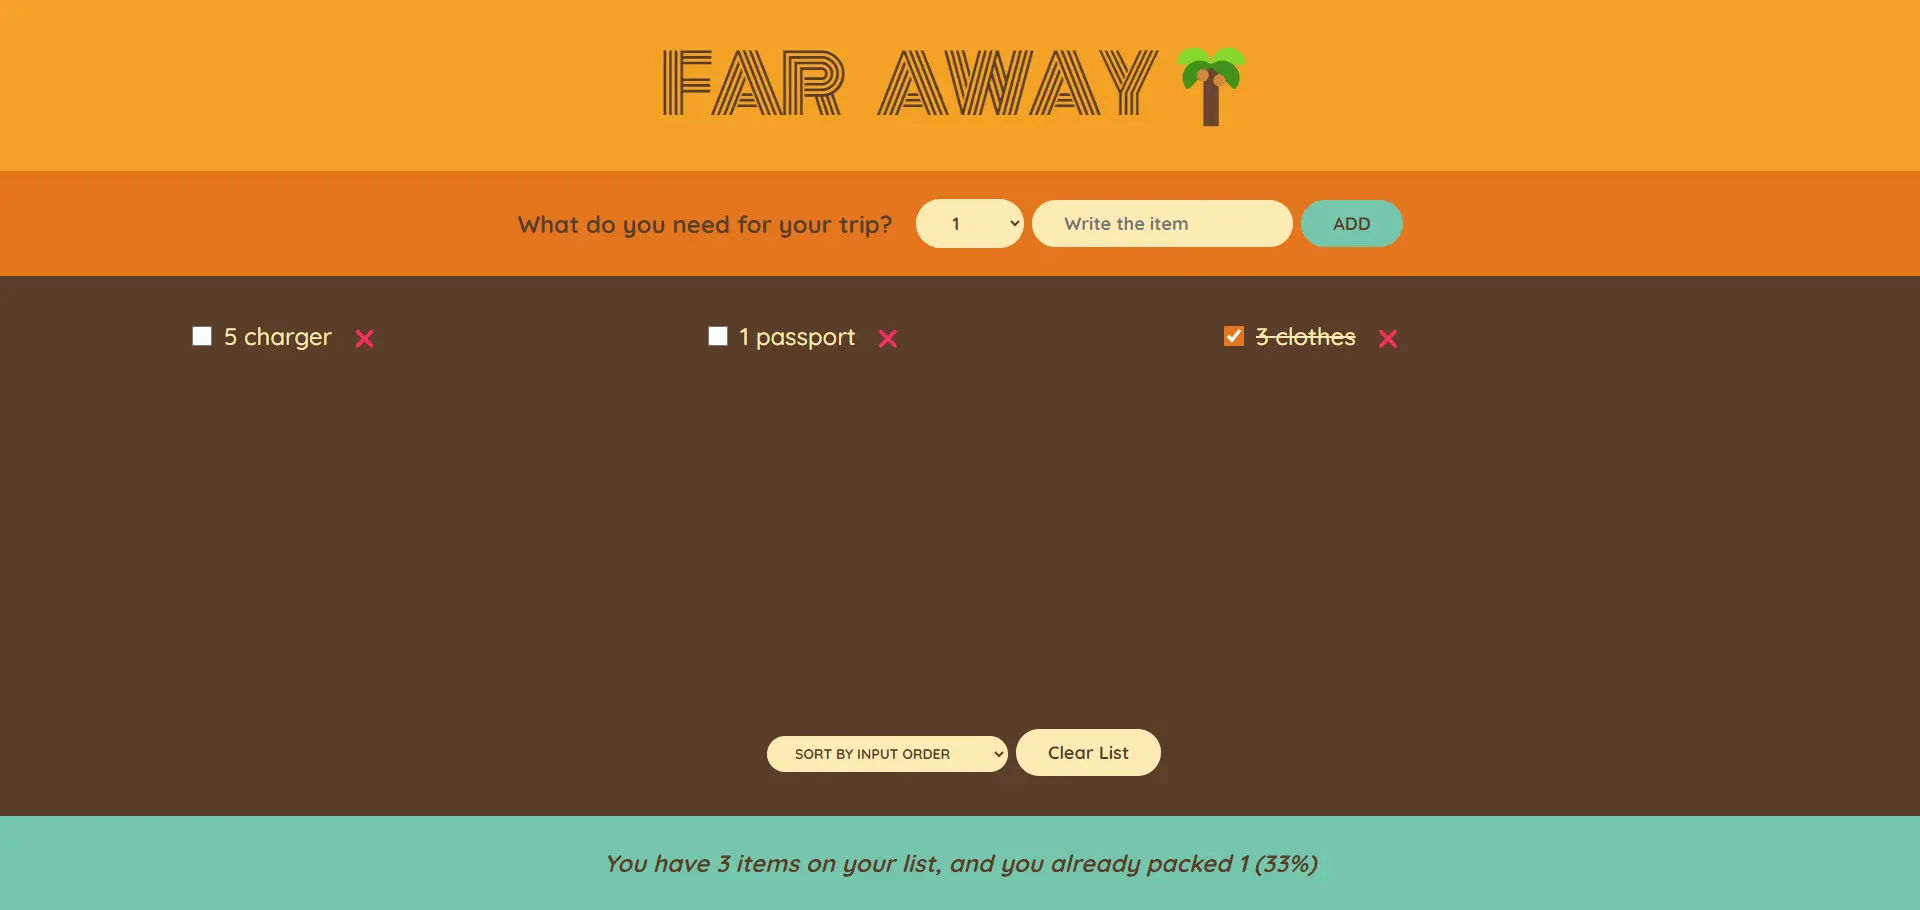 FAR AWAY
What do you need for your trip? 1 Write the item ADD
5 charger 1 passport 3 clothes
SORT BY INPUT ORDER Clear List
You have 3 items on your list, and you already packed 1 (33%)